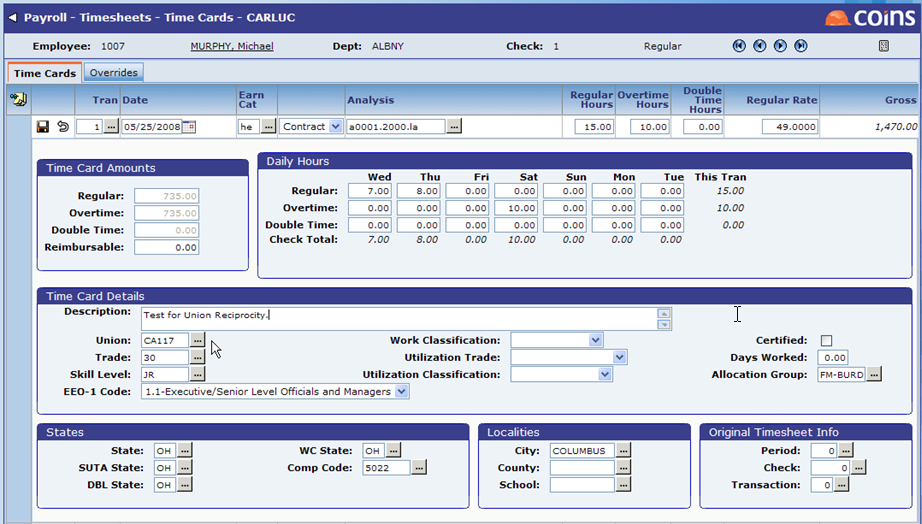 Payroll - Timesheets - Time Cards - CARLUC
coins
Employee: 1007 MURPHY, Michael Dept: ALBNY Check: 1 Regular
Time Cards Overrides
Tran Date Earn Cat Analysis Regular Hours Overtime Hours Double Time Hours Regular Rate Gross
1 ... 05/25/2008 he ... Contract a0001.2000.la ... 15.00 10.00 0.00 49.0000 1,470.00
Time Card Amounts
Regular: 735.00
Overtime: 735.00
Double Time: 0.00
Reimbursable: 0.00
Daily Hours
Wed Thu Fri Sat Sun Mon Tue This Tran
Regular: 7.00 8.00 0.00 0.00 0.00 0.00 0.00 15.00
Overtime: 0.00 0.00 0.00 10.00 0.00 0.00 0.00 10.00
Double Time: 0.00 0.00 0.00 0.00 0.00 0.00 0.00 0.00
Check Total: 7.00 8.00 0.00 10.00 0.00 0.00 0.00
Time Card Details
Description: Test for Union Reciprocity.
Union: CA117 ... Work Classification: Certified:
Trade: 30 ... Utilization Trade: Days Worked: 0.00
Skill Level: JR ... Utilization Classification: Allocation Group: FM-BURD ...
EEO-1 Code: 1.1-Executive/Senior Level Officials and Managers
States
State: OH ... WC State: OH ...
SUTA State: OH ... Comp Code: 5022 ...
DBL State: OH ...
Localities
City: COLUMBUS ...
County: ...
School: ...
Original Timesheet Info
Period: 0 ...
Check: 0 ...
Transaction: 0 ...